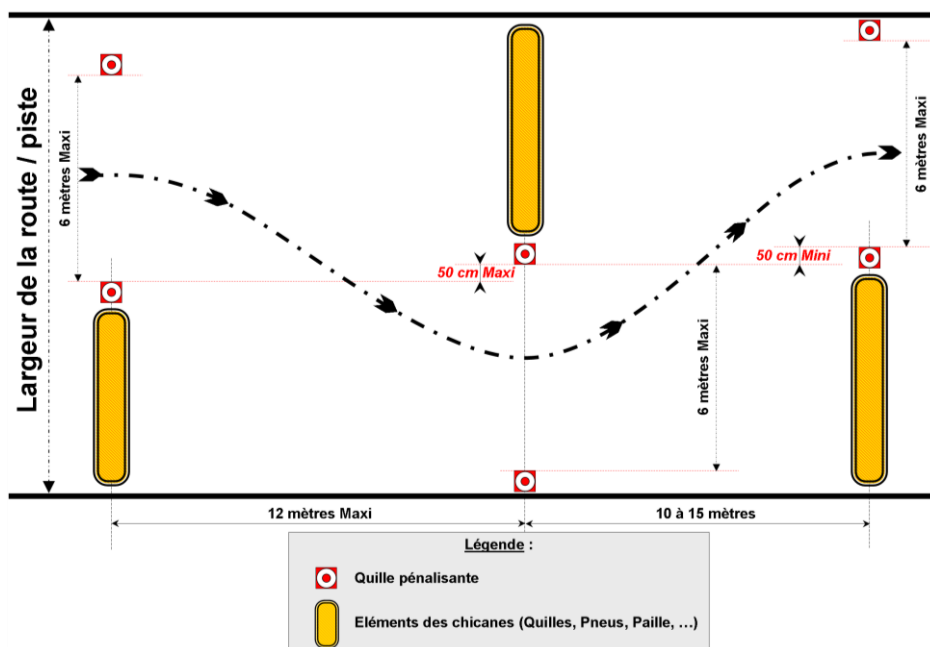 Largeur de la route / piste
6 mètres Maxi
50 cm Maxi
6 mètres Maxi
50 cm Mini
6 mètres Maxi
12 mètres Maxi
10 à 15 mètres
Légende :
Quille pénalisante
Eléments des chicanes (Quilles, Pneus, Paille, ...)